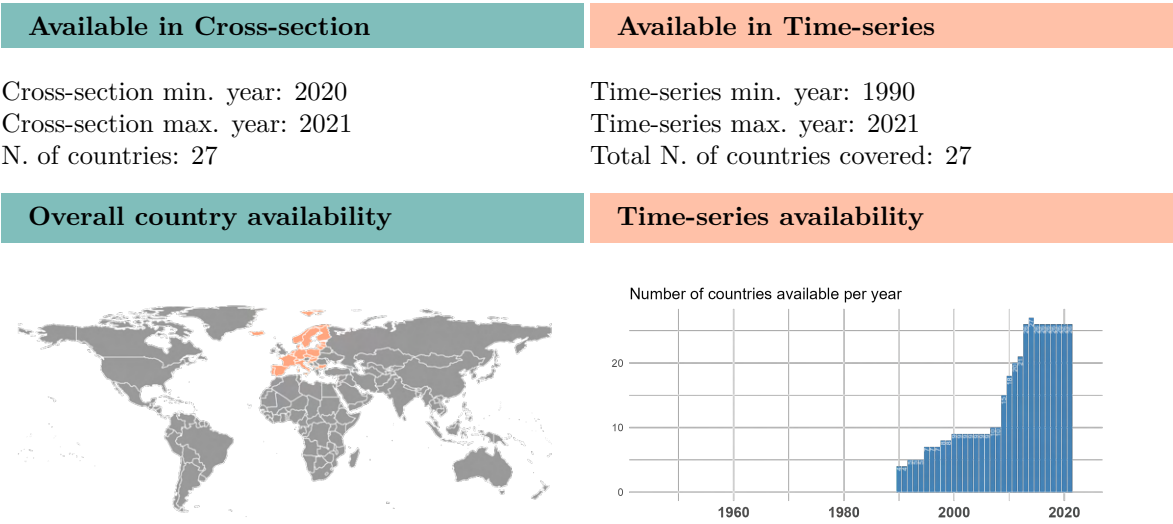 Available in Cross-section
Cross-section min. year: 2020
Cross-section max. year: 2021
N. of countries: 27
Available in Time-series
Time-series min. year: 1990
Time-series max. year: 2021
Total N. of countries covered: 27
Overall country availability
Time-series availability
Number of countries available per year
20
10
0
1960
1980
2000
2020